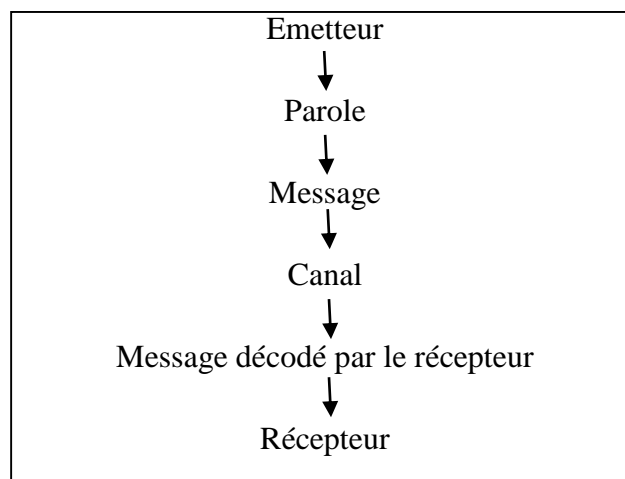 Emetteur
Parole
Message
Canal
Message décodé par le récepteur
Récepteur